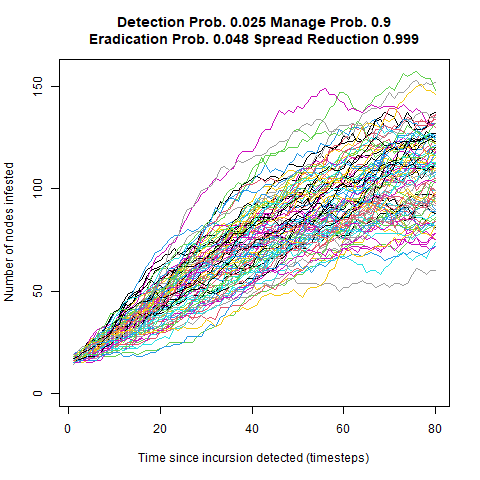 Detection Prob. 0.025 Manage Prob. 0.9
Eradication Prob. 0.048 Spread Reduction 0.999
Number of nodes infested
150
100
50
0
0 20 40 60 80
Time since incursion detected (timesteps)